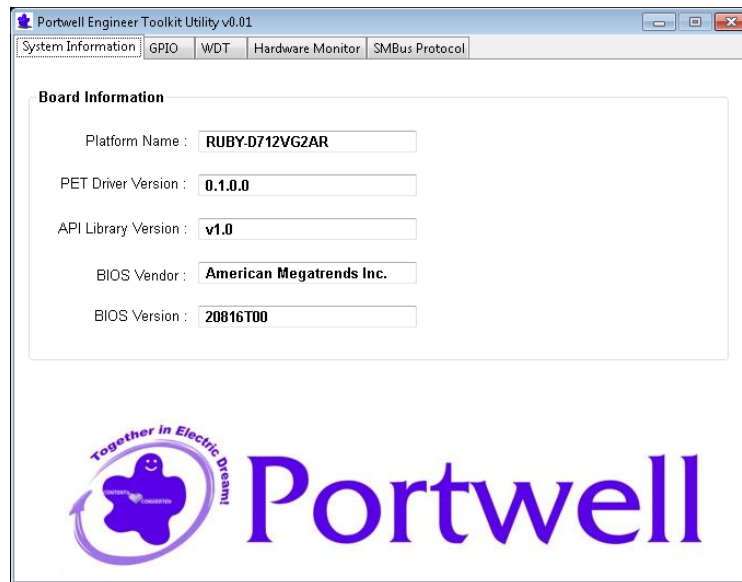 Portwell Engineer Toolkit Utility v0.01
System Information GPIO WDT Hardware Monitor SMBus Protocol
Board Information
Platform Name : RUBY-D712VG2AR
PET Driver Version : 0.1.0.0
API Library Version : v1.0
BIOS Vendor : American Megatrends Inc.
BIOS Version : 20816T00
Together in Electric Dream!
CONTENTS CONVERTED
Portwell